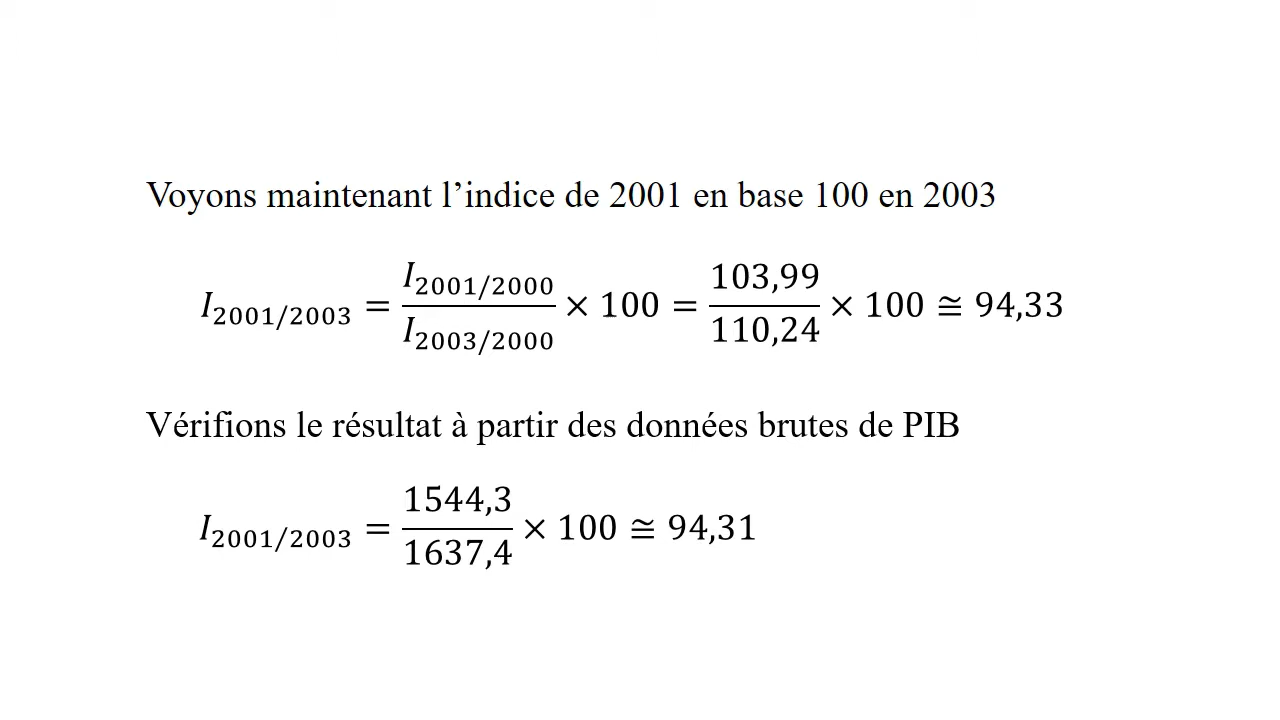 Voyons maintenant l’indice de 2001 en base 100 en 2003
I₂₀₀₁/₂₀₀₃ = I₂₀₀₁/₂₀₀₀ / I₂₀₀₃/₂₀₀₀ × 100 = 103,99 / 110,24 × 100 ≅ 94,33
Vérifions le résultat à partir des données brutes de PIB
I₂₀₀₁/₂₀₀₃ = 1544,3 / 1637,4 × 100 ≅ 94,31